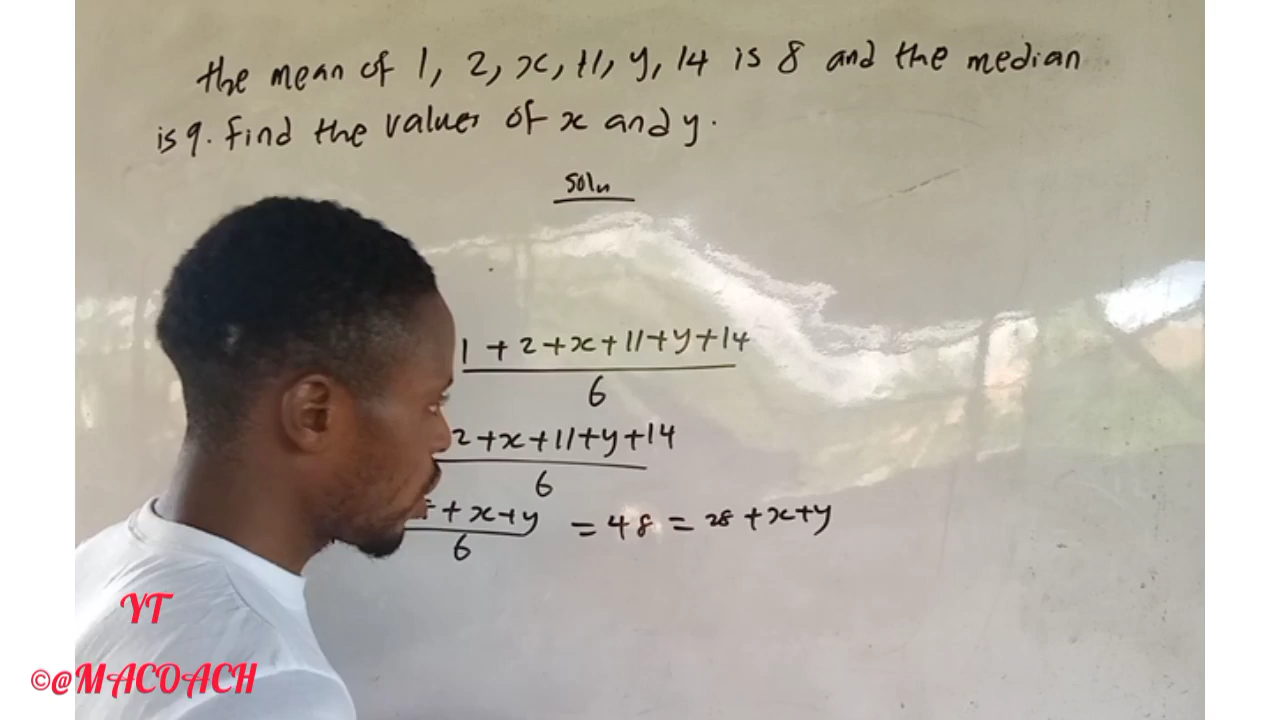 the mean of 1, 2, x, 11, y, 14 is 8 and the median
is 9. find the values of x and y.
Soln
1 + 2 + x + 11 + y + 14
6
2 + x + 11 + y + 14
6
+ x + y = 48 = 28 + x + y
6
YT
©@MACOACH